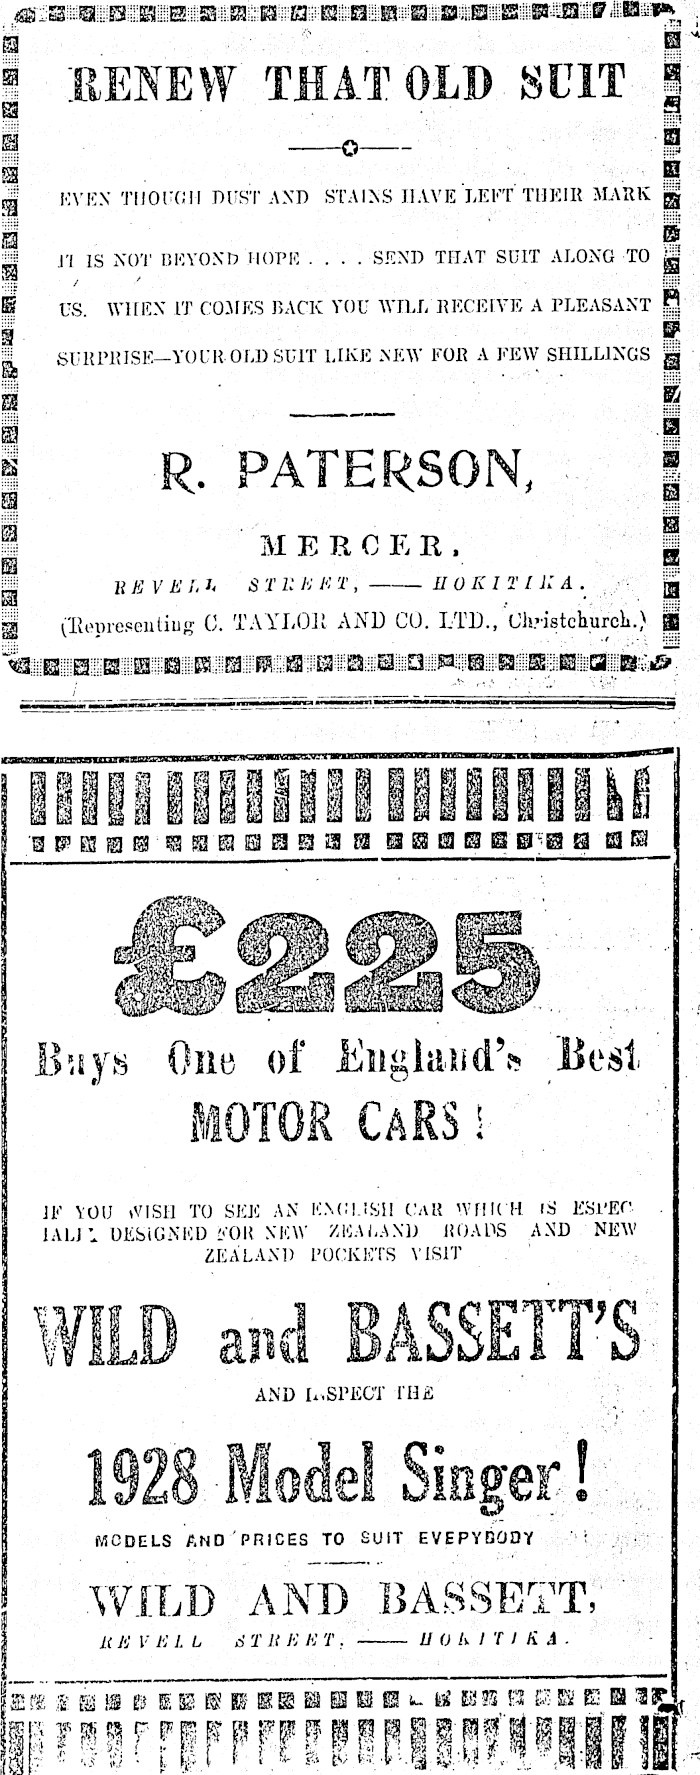 RENEW THAT OLD SUIT
EVEN THOUGH DUST AND STAINS HAVE LEFT THEIR MARK
IT IS NOT BEYOND HOPE . . . . SEND THAT SUIT ALONG TO
US. WHEN IT COMES BACK YOU WILL RECEIVE A PLEASANT
SURPRISE—YOUR OLD SUIT LIKE NEW FOR A FEW SHILLINGS
R. PATERSON,
MERCER,
REVELL STREET, —— HOKITIKA.
(Representing C. TAYLOR AND CO. LTD., Christchurch.)
£225
Buys One of England's Best
MOTOR CARS!
IF YOU WISH TO SEE AN ENGLISH CAR WHICH IS ESPEC
IALLY DESIGNED FOR NEW ZEALAND ROADS AND NEW
ZEALAND POCKETS VISIT
WILD and BASSETT'S
AND INSPECT THE
1928 Model Singer!
MODELS AND PRICES TO SUIT EVERYBODY
WILD AND BASSETT,
REVELL STREET, —— HOKITIKA.